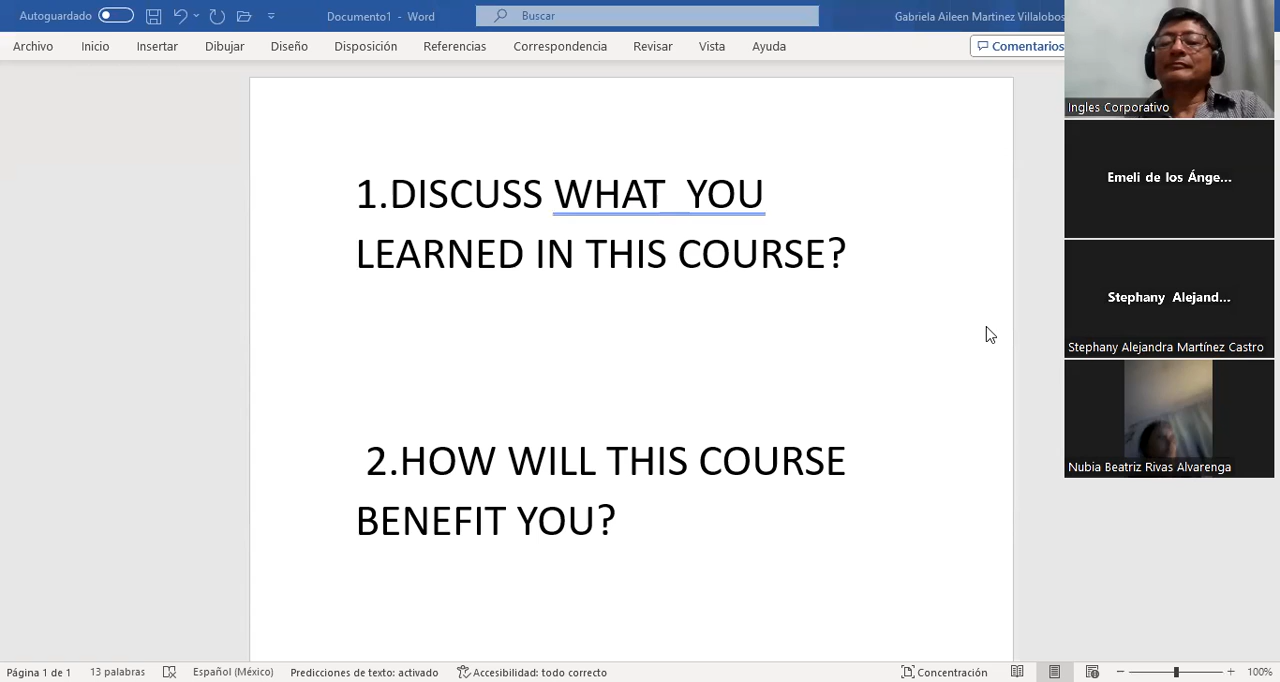 Autoguardado
Documento1 - Word
Buscar
Gabriela Aileen Martinez Villalobos
Archivo Inicio Insertar Dibujar Diseño Disposición Referencias Correspondencia Revisar Vista Ayuda
Comentarios
1.DISCUSS WHAT  YOU
LEARNED IN THIS COURSE?
2.HOW WILL THIS COURSE
BENEFIT YOU?
Ingles Corporativo
Emeli de los Ánge...
Stephany Alejand...
Stephany Alejandra Martínez Castro
Nubia Beatriz Rivas Alvarenga
Página 1 de 1 13 palabras Español (México) Predicciones de texto: activado Accesibilidad: todo correcto Concentración 100%